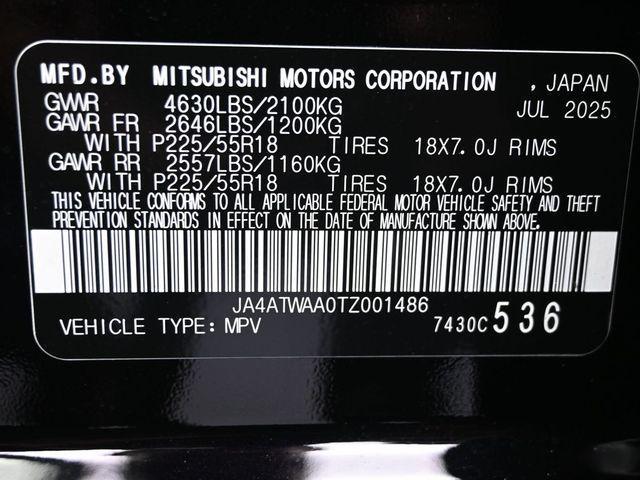 MFD.BY MITSUBISHI MOTORS CORPORATION , JAPAN
GVWR 4630LBS/2100KG JUL 2025
GAWR FR 2646LBS/1200KG
WITH P225/55R18 TIRES 18X7.0J RIMS
GAWR RR 2557LBS/1160KG
WITH P225/55R18 TIRES 18X7.0J RIMS
THIS VEHICLE CONFORMS TO ALL APPLICABLE FEDERAL MOTOR VEHICLE SAFETY AND THEFT
PREVENTION STANDARDS IN EFFECT ON THE DATE OF MANUFACTURE SHOWN ABOVE.
JA4ATWAA0TZ001486
VEHICLE TYPE: MPV 7430C 536